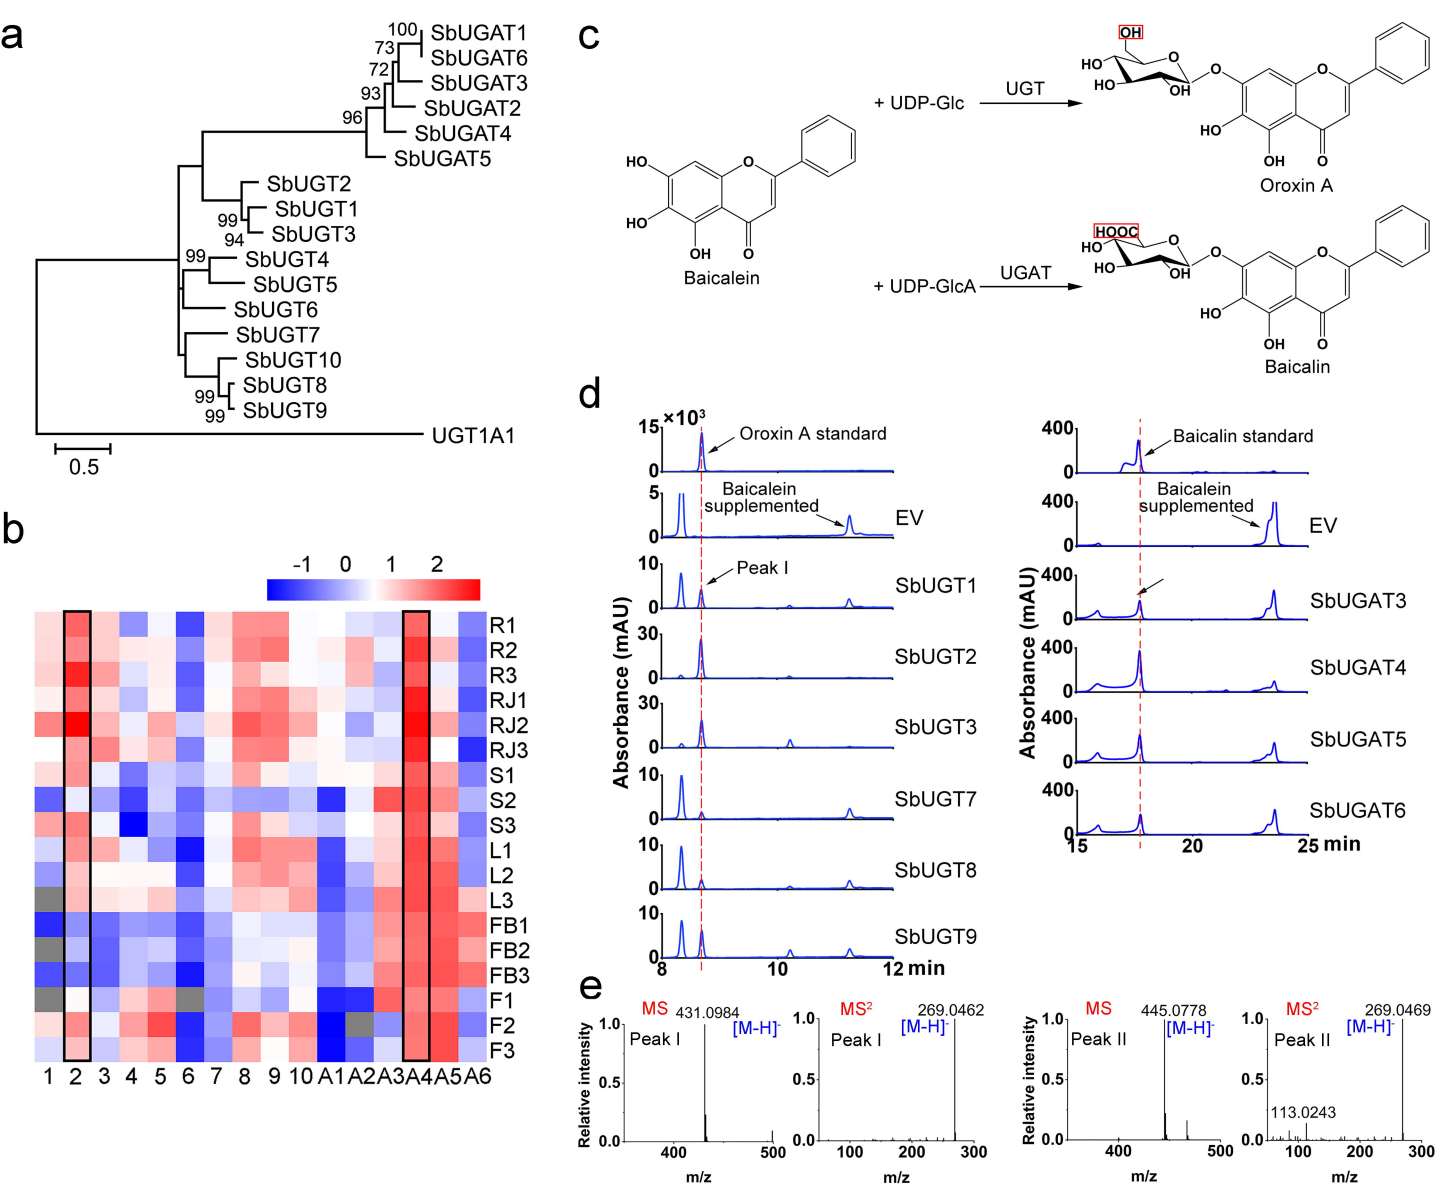 a
100
SbUGAT1
73
SbUGAT6
72
SbUGAT3
93
SbUGAT2
96
SbUGAT4
SbUGAT5
SbUGT2
SbUGT1
99
SbUGT3
94
99
SbUGT4
SbUGT5
SbUGT6
SbUGT7
SbUGT10
SbUGT8
99
SbUGT9
99
UGT1A1
0.5
b
-1 0 1 2
R1
R2
R3
RJ1
RJ2
RJ3
S1
S2
S3
L1
L2
L3
FB1
FB2
FB3
F1
F2
F3
1 2 3 4 5 6 7 8 9 10 A1 A2 A3 A4 A5 A6
c
HO
HO
OH
O
O
Baicalein
+ UDP-Glc
UGT
OH
HO
HO
O
OH
O
O
HO
OH
O
Oroxin A
+ UDP-GlcA
UGAT
HOOC
HO
HO
O
OH
O
O
HO
OH
O
Baicalin
d
Absorbance (mAU)
15 ×10³
0
Oroxin A standard
5
0
Baicalein
supplemented
EV
10
0
Peak I
SbUGT1
30
0
SbUGT2
30
0
SbUGT3
10
0
SbUGT7
10
0
SbUGT8
10
0
SbUGT9
8 10 12 min
Absorbance (mAU)
400
0
Baicalin standard
400
0
Baicalein
supplemented
EV
400
0
SbUGAT3
400
0
SbUGAT4
400
0
SbUGAT5
400
0
SbUGAT6
15 20 25 min
e
Relative intensity
MS 431.0984
[M-H]-
Peak I
1.0
0.5
0.0
400 500
m/z
MS² 269.0462
[M-H]-
Peak I
1.0
0.5
0.0
100 200 300
m/z
Relative intensity
MS 445.0778
[M-H]-
Peak II
1.0
0.5
0.0
400 500
m/z
MS² 269.0469
[M-H]-
Peak II
113.0243
1.0
0.5
0.0
100 200 300
m/z